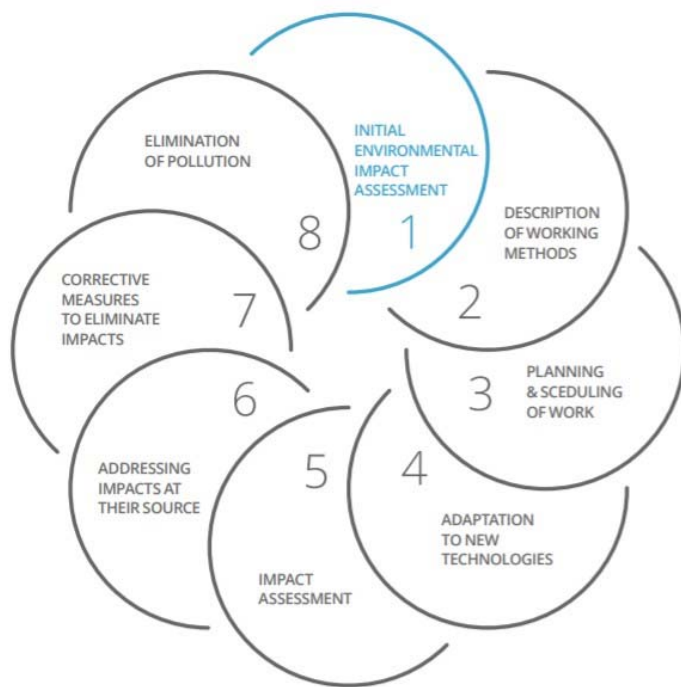 INITIAL
ENVIRONMENTAL
IMPACT
ASSESSMENT
1
DESCRIPTION
OF WORKING
METHODS
2
PLANNING
& SCEDULING
OF WORK
3
ADAPTATION
TO NEW
TECHNOLOGIES
4
IMPACT
ASSESSMENT
5
ADDRESSING
IMPACTS AT
THEIR SOURCE
6
CORRECTIVE
MEASURES
TO ELIMINATE
IMPACTS
7
ELIMINATION
OF POLLUTION
8